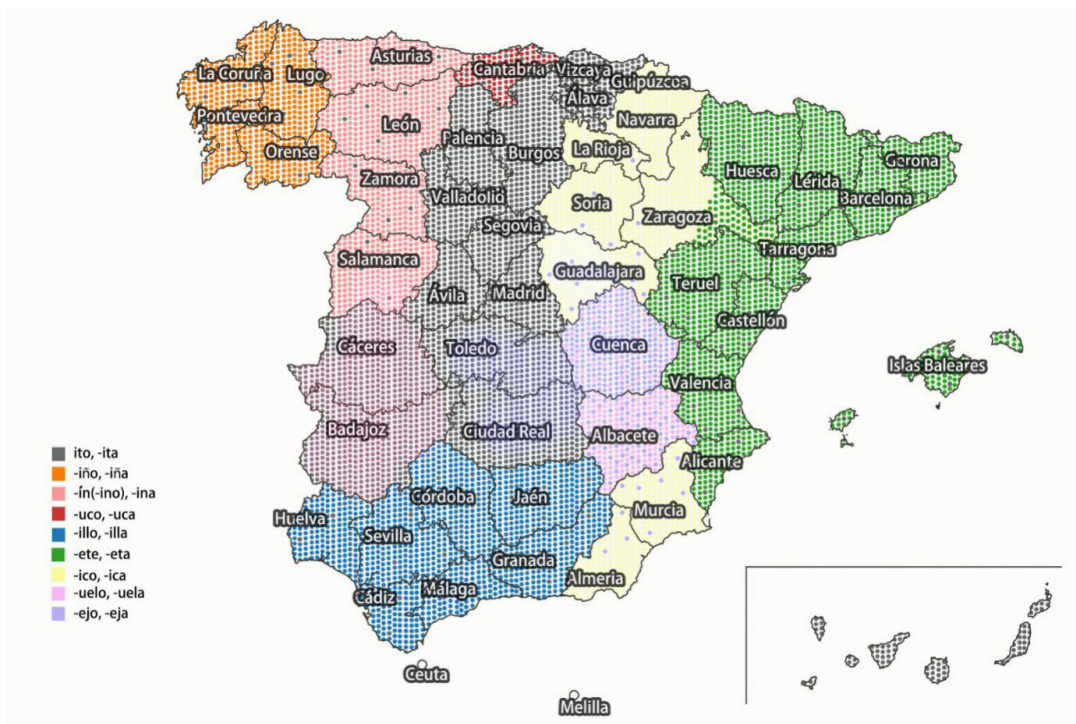 Asturias
Cantabria
Vizcaya
Guipúzcoa
La Coruña
Lugo
Álava
Navarra
Pontevedra
León
Palencia
Burgos
La Rioja
Orense
Zamora
Huesca
Lérida
Gerona
Barcelona
Valladolid
Soria
Zaragoza
Segovia
Tarragona
Salamanca
Guadalajara
Teruel
Ávila
Madrid
Castellón
Cáceres
Toledo
Cuenca
Islas Baleares
Valencia
Badajoz
Ciudad Real
Albacete
Alicante
ito, -ita
-iño, -iña
-ín(-ino), -ina
-uco, -uca
-illo, -illa
-ete, -eta
-ico, -ica
-uelo, -uela
-ejo, -eja
Córdoba
Jaén
Murcia
Huelva
Sevilla
Granada
Almeria
Málaga
Cádiz
Ceuta
Melilla